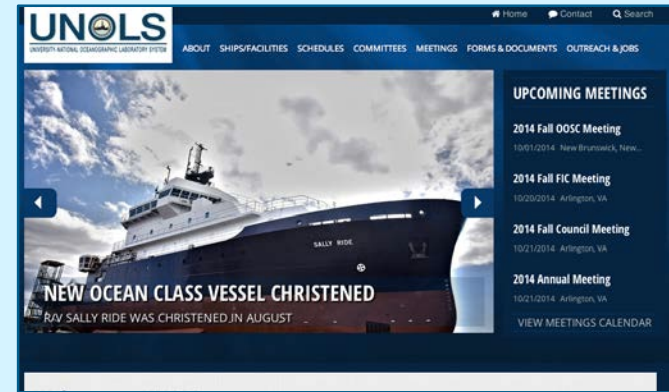 Home Contact Search
UNOLS
UNIVERSITY-NATIONAL OCEANOGRAPHIC LABORATORY SYSTEM
ABOUT SHIPS/FACILITIES SCHEDULES COMMITTEES MEETINGS FORMS & DOCUMENTS OUTREACH & JOBS
SALLY RIDE
NEW OCEAN CLASS VESSEL CHRISTENED
R/V SALLY RIDE WAS CHRISTENED IN AUGUST
UPCOMING MEETINGS
2014 Fall OOSC Meeting
10/01/2014 New Brunswick, New...
2014 Fall FIC Meeting
10/20/2014 Arlington, VA
2014 Fall Council Meeting
10/21/2014 Arlington, VA
2014 Annual Meeting
10/21/2014 Arlington, VA
VIEW MEETINGS CALENDAR